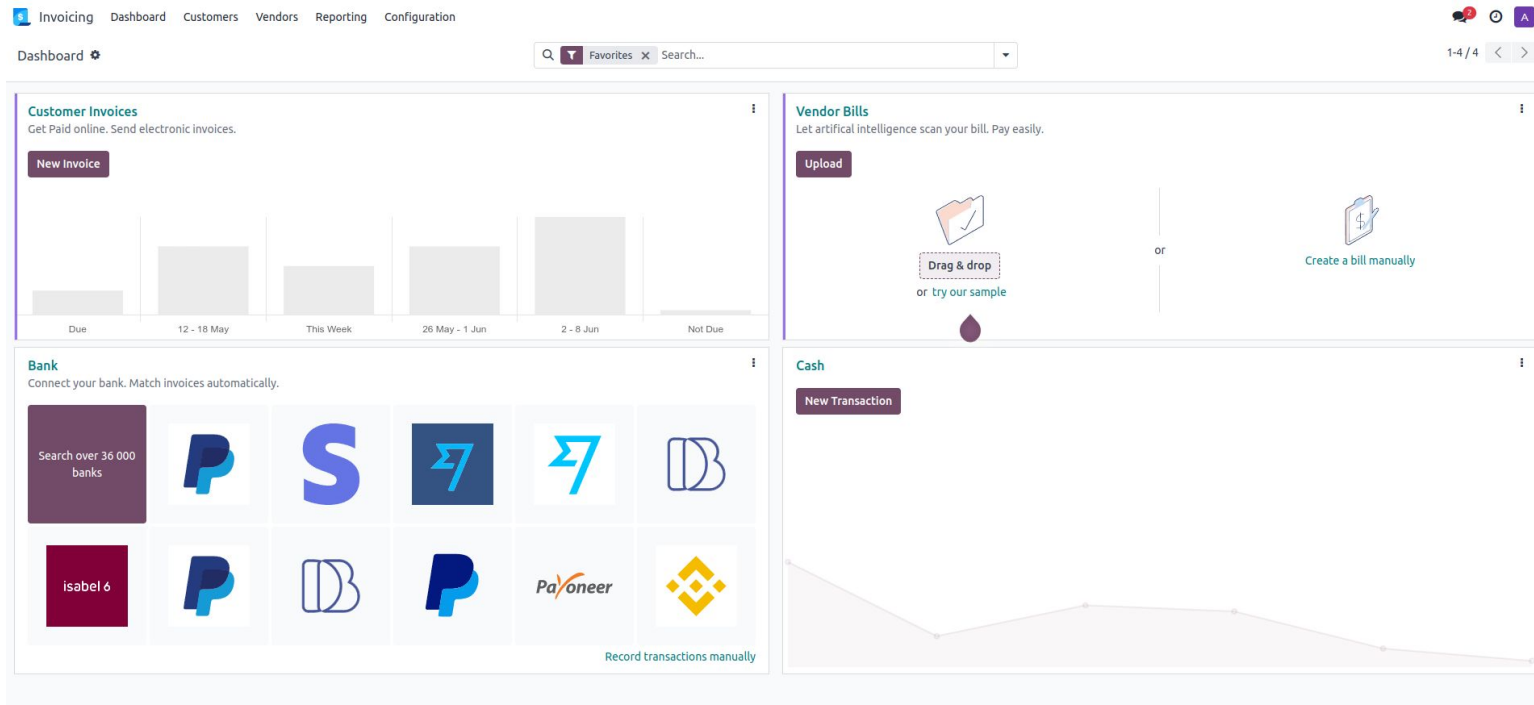 Invoicing Dashboard Customers Vendors Reporting Configuration 2 A
Dashboard Favorites Search... 1-4 / 4
Customer Invoices
Get Paid online. Send electronic invoices.
New Invoice
Due 12 - 18 May This Week 26 May - 1 Jun 2 - 8 Jun Not Due
Vendor Bills
Let artifical intelligence scan your bill. Pay easily.
Upload
Drag & drop
or try our sample
or
Create a bill manually
Bank
Connect your bank. Match invoices automatically.
Search over 36 000
banks
isabel 6
Payoneer
Record transactions manually
Cash
New Transaction